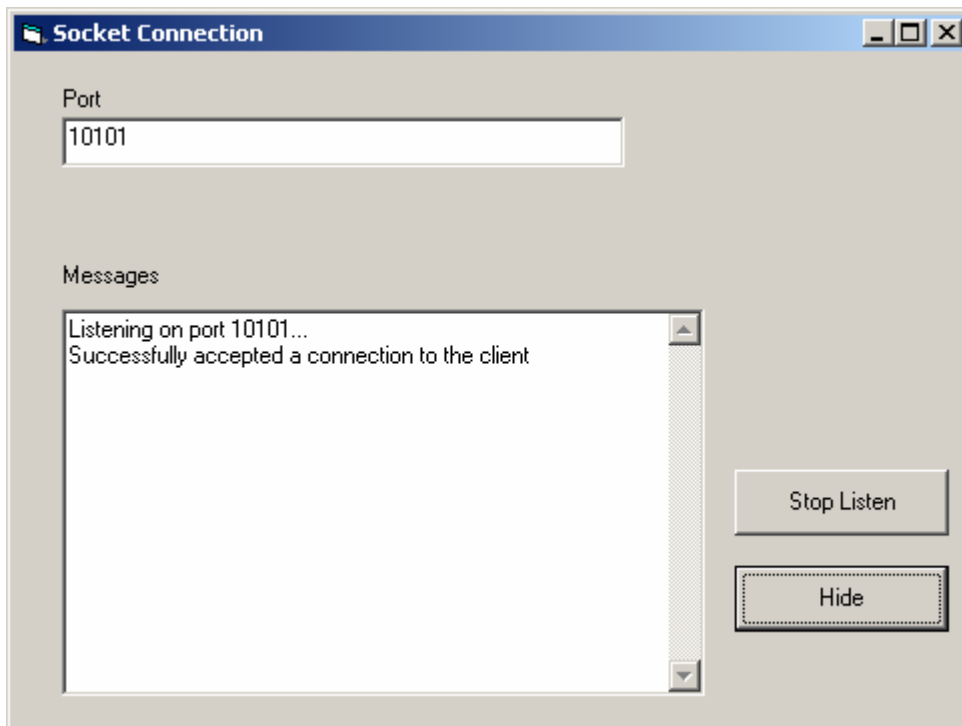 Socket Connection
Port
10101
Messages
Listening on port 10101...
Successfully accepted a connection to the client
Stop Listen
Hide